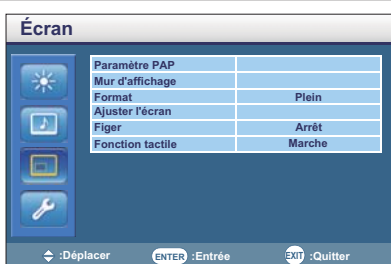 Écran
Paramètre PAP
Mur d'affichage
Format Plein
Ajuster l'écran
Figer Arrêt
Fonction tactile Marche
:Déplacer ENTER :Entrée EXIT :Quitter